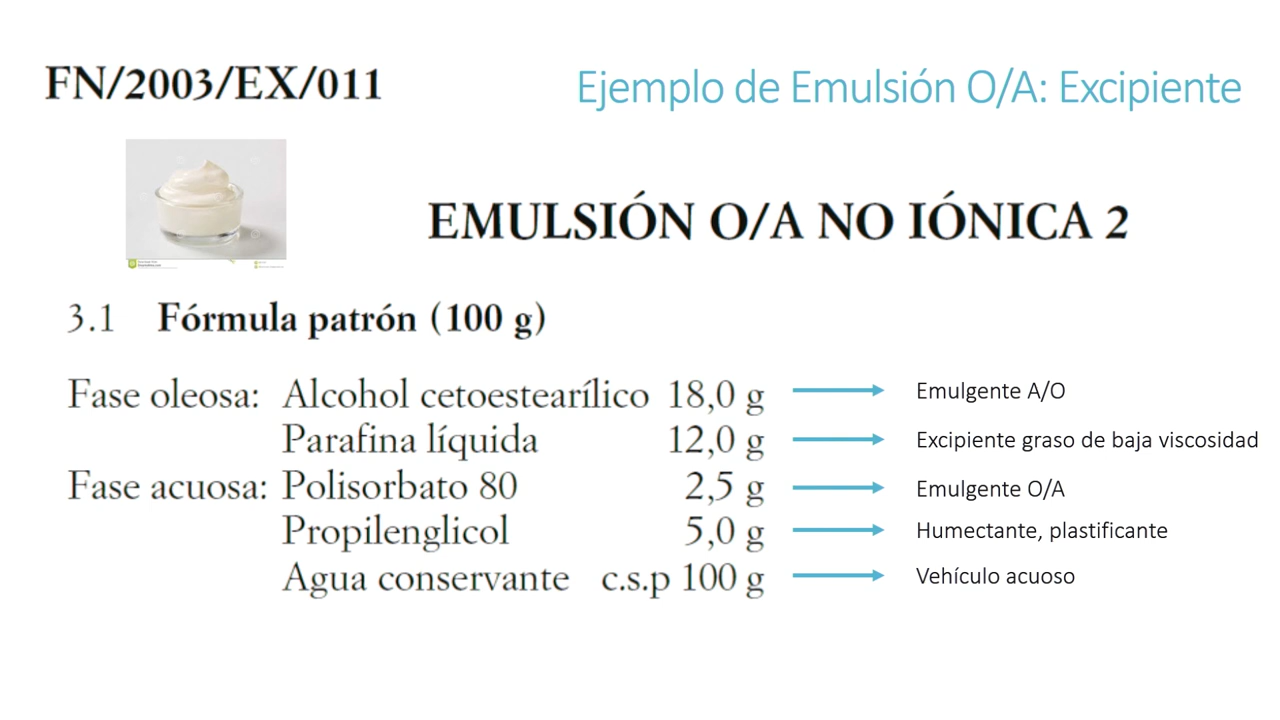 FN/2003/EX/011
Ejemplo de Emulsión O/A: Excipiente
EMULSIÓN O/A NO IÓNICA 2
3.1 Fórmula patrón (100 g)
Fase oleosa: Alcohol cetoestearílico 18,0 g Emulgente A/O
Parafina líquida 12,0 g Excipiente graso de baja viscosidad
Fase acuosa: Polisorbato 80 2,5 g Emulgente O/A
Propilenglicol 5,0 g Humectante, plastificante
Agua conservante c.s.p 100 g Vehículo acuoso